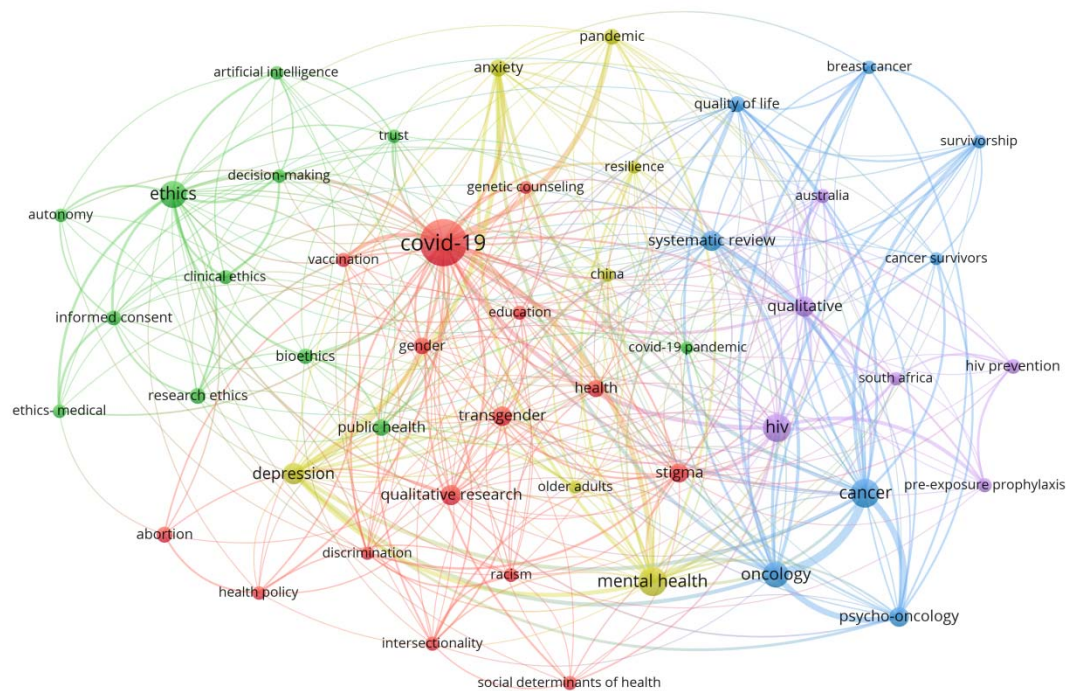 pandemic
anxiety
artificial intelligence
breast cancer
quality of life
trust
survivorship
resilience
decision-making
genetic counseling
ethics
australia
autonomy
covid-19
systematic review
vaccination
cancer survivors
clinical ethics
china
qualitative
education
informed consent
gender
covid-19 pandemic
bioethics
hiv prevention
south africa
health
research ethics
ethics- medical
transgender
public health
hiv
depression
stigma
older adults
pre-exposure prophylaxis
cancer
qualitative research
abortion
discrimination
racism
mental health
oncology
health policy
psycho-oncology
intersectionality
social determinants of health